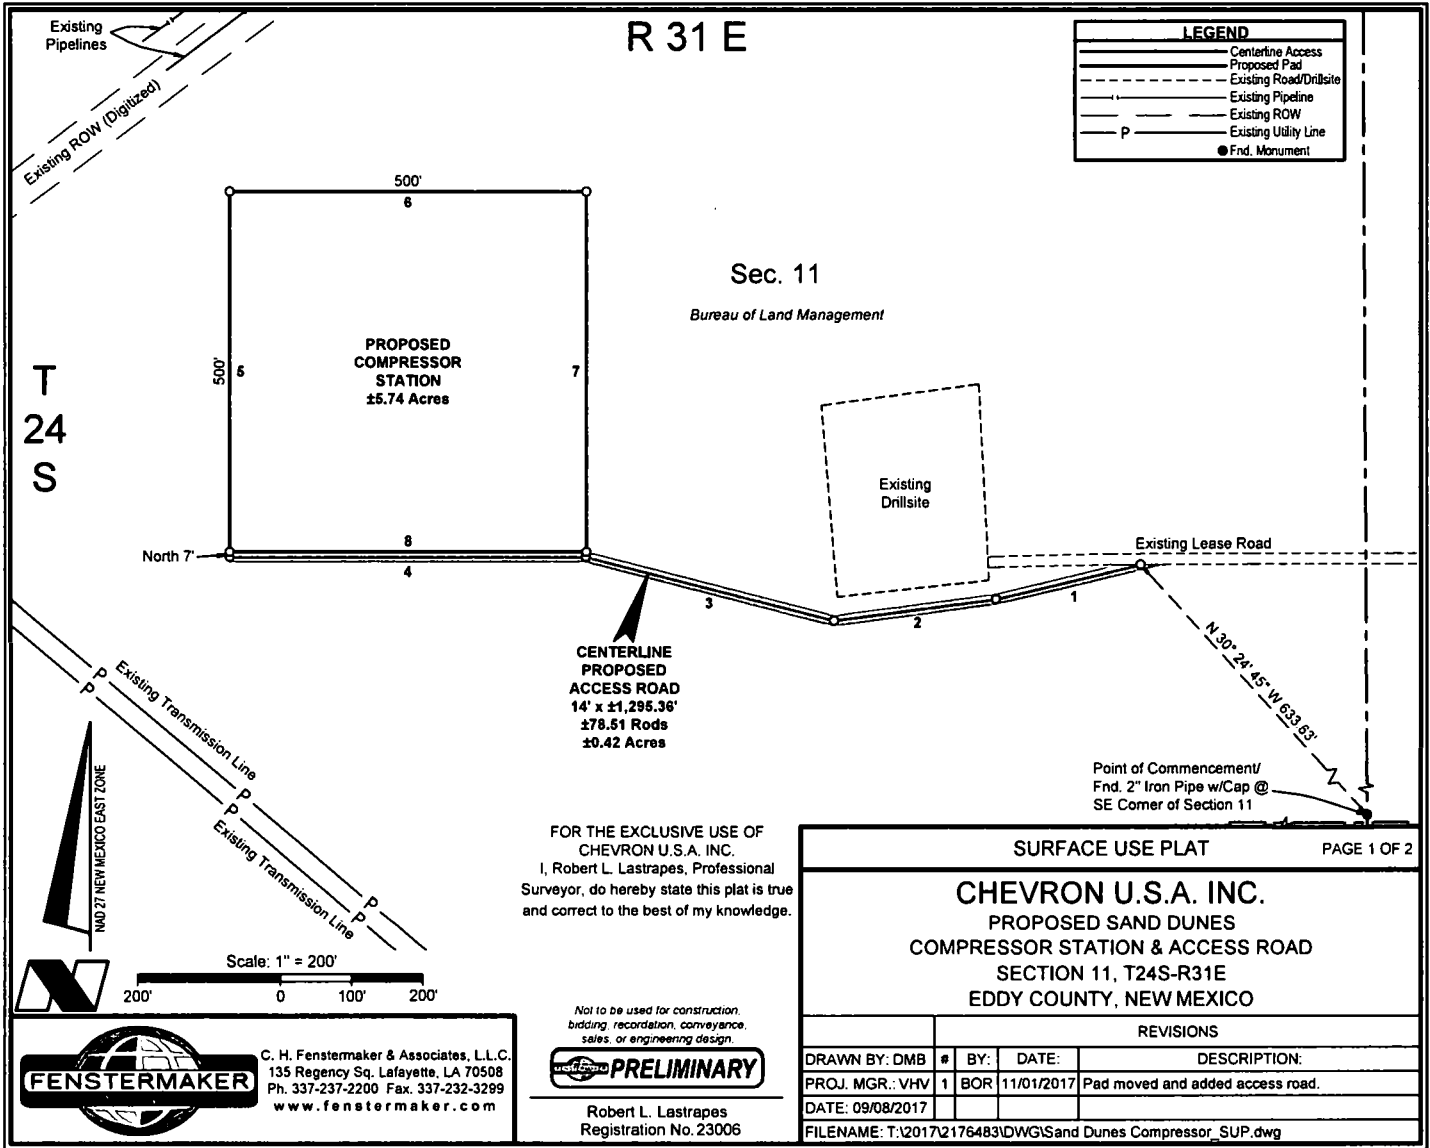 Existing
Pipelines
Existing ROW (Digitized)
R 31 E
LEGEND
Centerline Access
Proposed Pad
Existing Road/Drillsite
Existing Pipeline
Existing ROW
P Existing Utility Line
Fnd. Monument
500'
6
Sec. 11
Bureau of Land Management
T
24
S
500'
5
PROPOSED
COMPRESSOR
STATION
±5.74 Acres
7
Existing
Drillsite
North 7'
8
4
Existing Lease Road
3
2
1
CENTERLINE
PROPOSED
ACCESS ROAD
14' x ±1,295.36'
±78.51 Rods
±0.42 Acres
N 30° 24' 45" W 633.63'
P
P
Existing Transmission Line
P
P
Existing Transmission Line
P
P
NAD 27 NEW MEXICO EAST ZONE
Point of Commencement/
Fnd. 2" Iron Pipe w/Cap @
SE Corner of Section 11
Scale: 1" = 200'
200' 0 100' 200'
FOR THE EXCLUSIVE USE OF
CHEVRON U.S.A. INC.
I, Robert L. Lastrapes, Professional
Surveyor, do hereby state this plat is true
and correct to the best of my knowledge.
Not to be used for construction,
bidding, recordation, conveyance,
sales, or engineering design.
PRELIMINARY
Robert L. Lastrapes
Registration No. 23006
FENSTERMAKER
C. H. Fenstermaker & Associates, L.L.C.
135 Regency Sq. Lafayette, LA 70508
Ph. 337-237-2200 Fax. 337-232-3299
www.fenstermaker.com
SURFACE USE PLAT PAGE 1 OF 2
CHEVRON U.S.A. INC.
PROPOSED SAND DUNES
COMPRESSOR STATION & ACCESS ROAD
SECTION 11, T24S-R31E
EDDY COUNTY, NEW MEXICO
REVISIONS
DRAWN BY: DMB # BY: DATE: DESCRIPTION:
PROJ. MGR.: VHV 1 BOR 11/01/2017 Pad moved and added access road.
DATE: 09/08/2017
FILENAME: T:\2017\2176483\DWG\Sand Dunes Compressor_SUP.dwg